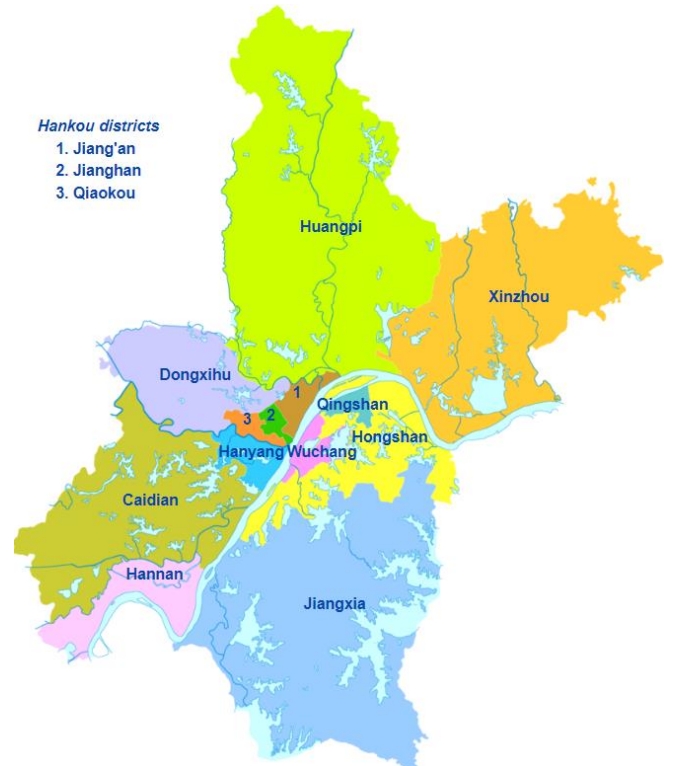 Hankou districts
1. Jiang'an
2. Jianghan
3. Qiaokou
Huangpi
Xinzhou
Dongxihu
1
Qingshan
3
2
Hongshan
Hanyang
Wuchang
Caidian
Hannan
Jiangxia